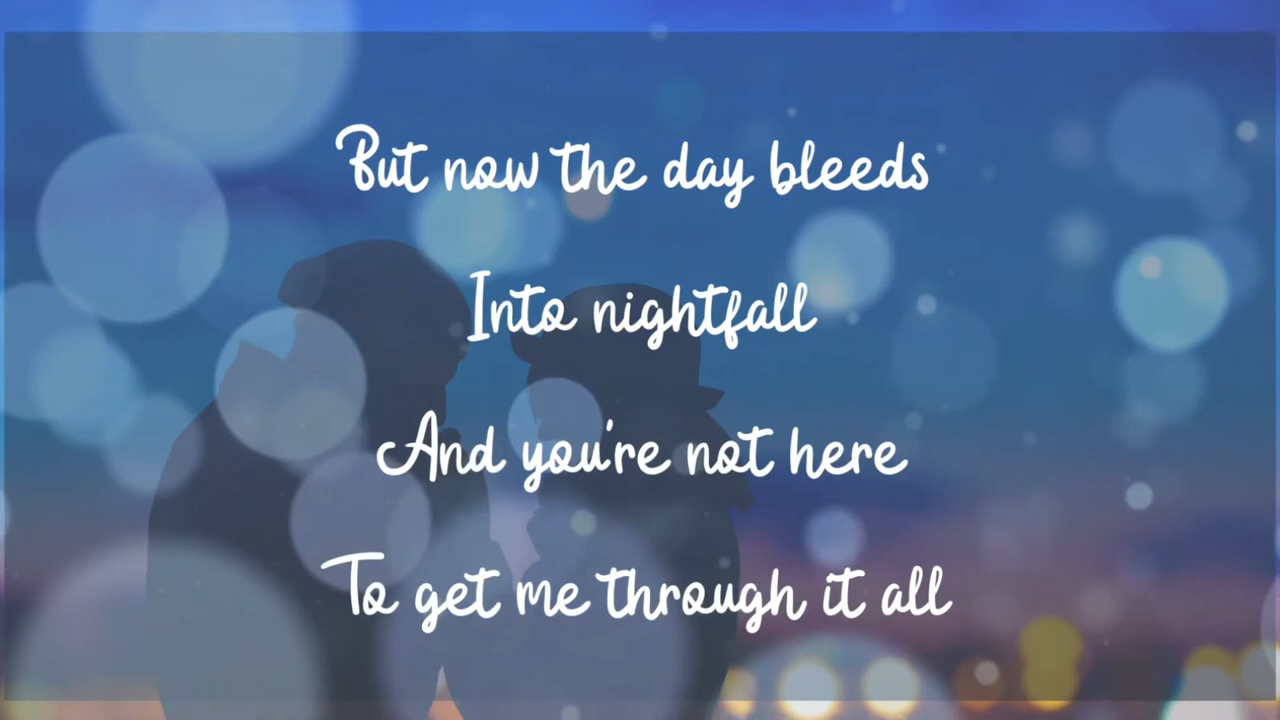 But now the day bleeds
Into nightfall
And you're not here
To get me through it all